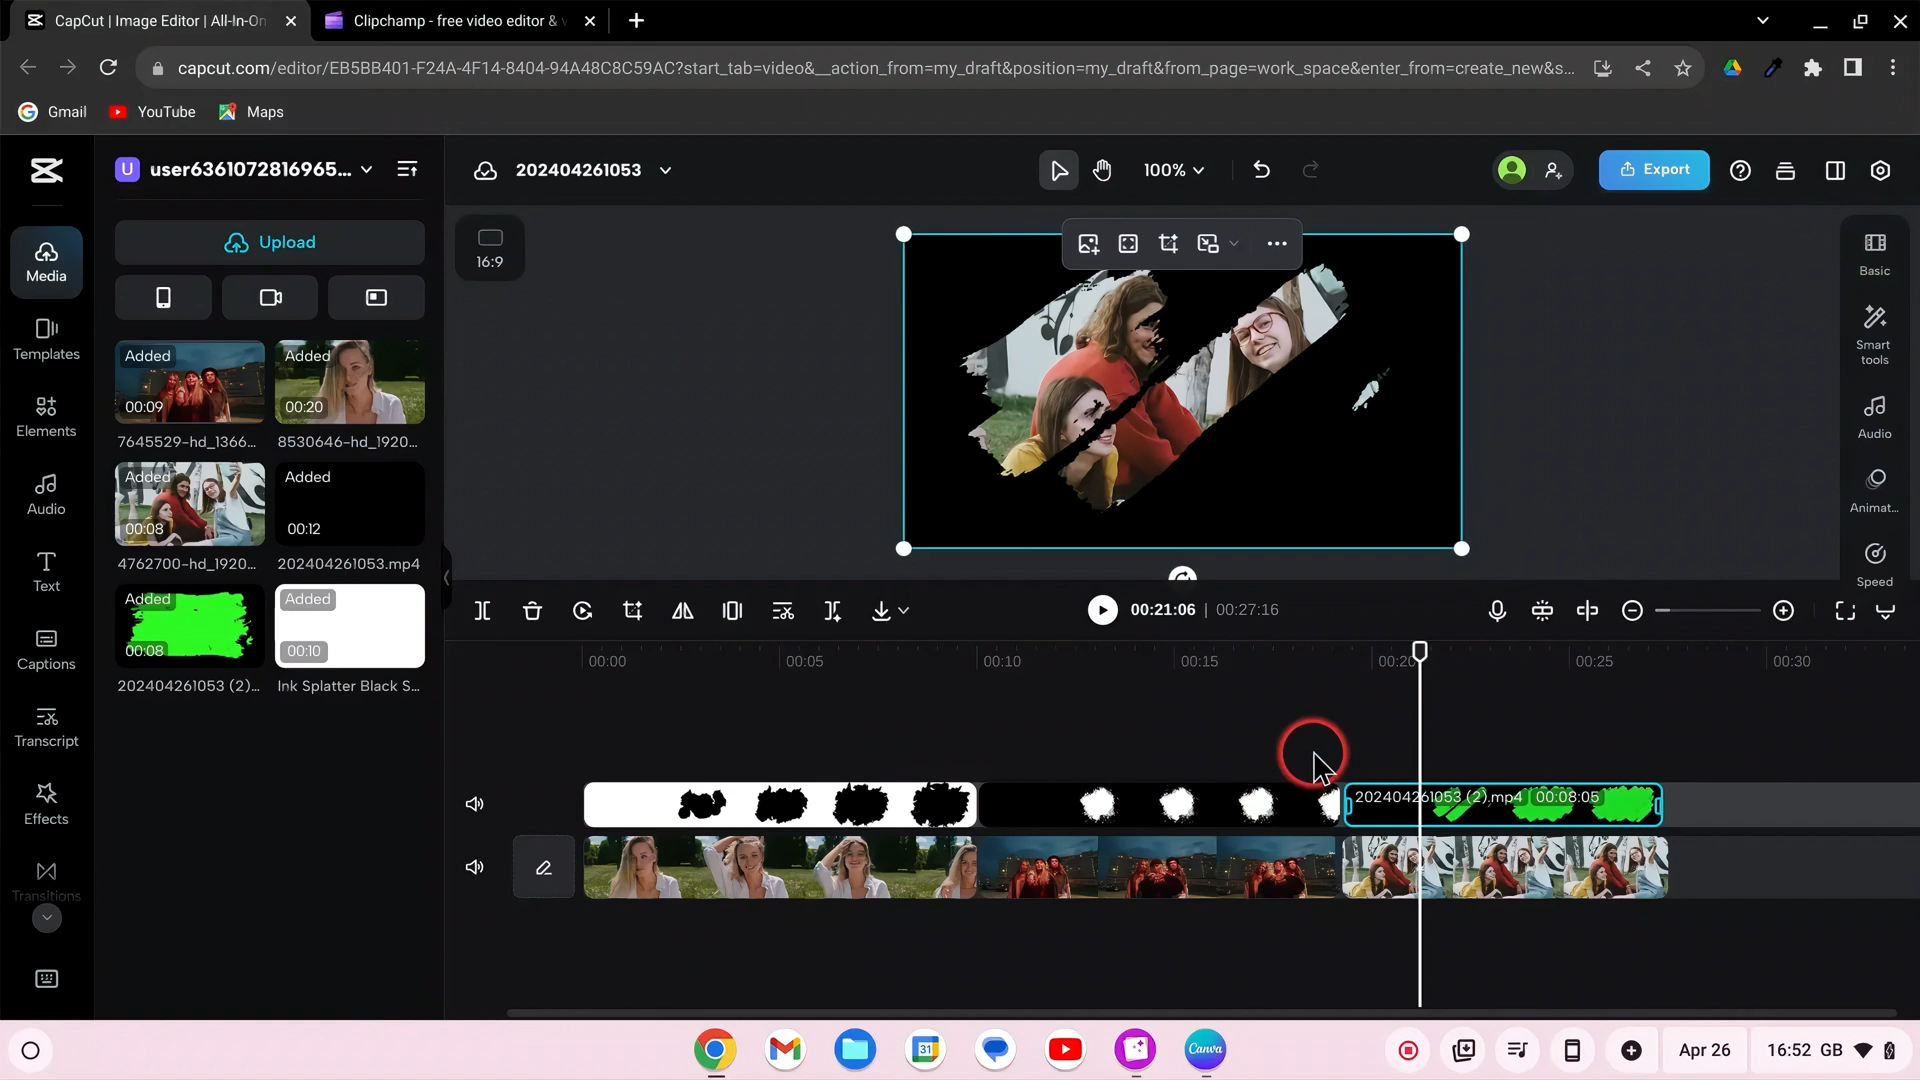 CapCut | Image Editor | All-In-On
Clipchamp - free video editor & v
capcut.com/editor/EB5BB401-F24A-4F14-8404-94A48C8C59AC?start_tab=video&__action_from=my_draft&position=my_draft&from_page=work_space&enter_from=create_new&s...
Gmail
YouTube
Maps
U user6361072816965...
202404261053
100%
Export
Upload
16:9
Media
Templates
Elements
Audio
Text
Captions
Transcript
Effects
Transitions
Added
00:09
7645529-hd_1366...
Added
00:20
8530646-hd_1920...
Added
00:08
4762700-hd_1920...
Added
00:12
202404261053.mp4
Added
00:08
202404261053 (2)...
Added
00:10
Ink Splatter Black S...
Basic
Smart tools
Audio
Animat...
Speed
00:21:06 | 00:27:16
00:00
00:05
00:10
00:15
00:20
00:25
00:30
202404261053 (2).mp4 00:08:05
31
Canva
Apr 26
16:52 GB